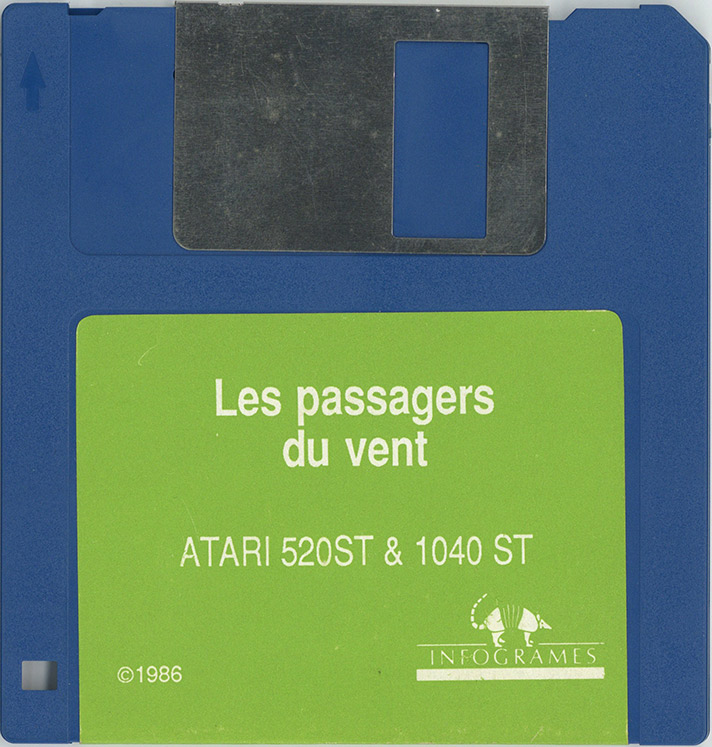 Les passagers
du vent
ATARI 520ST & 1040 ST
INFOGRAMES
©1986